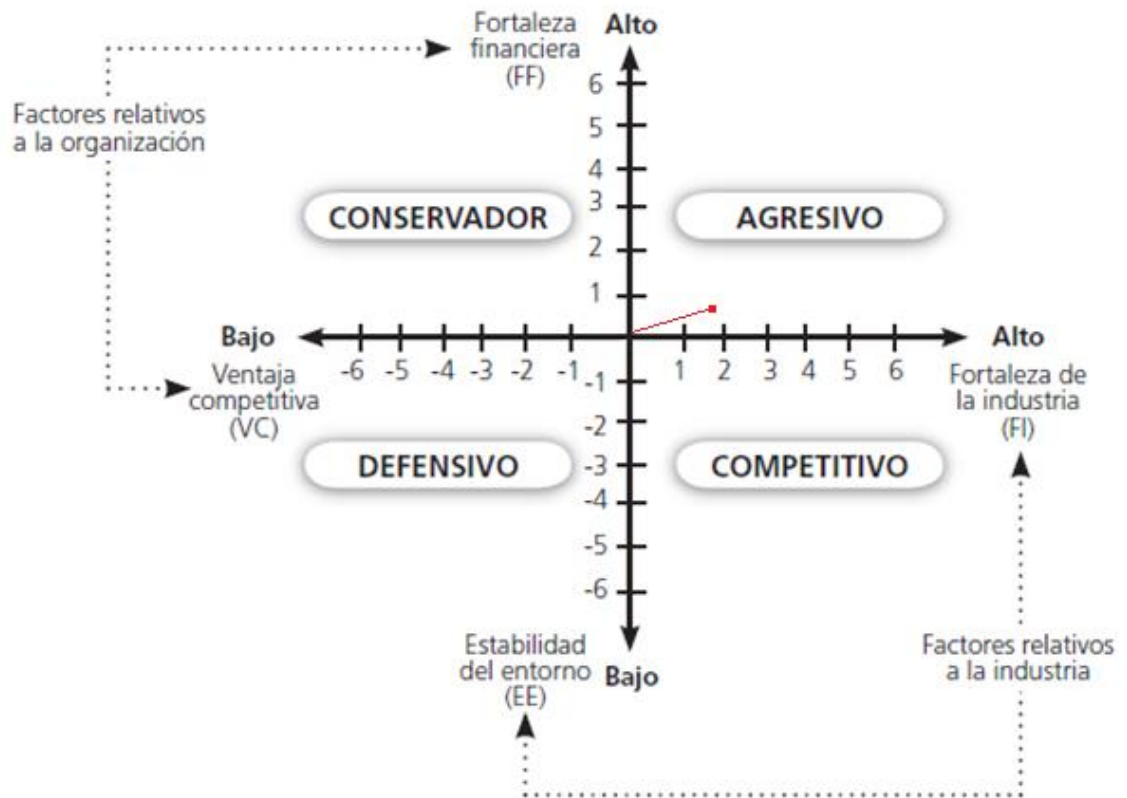 Fortaleza
financiera
(FF)
Alto
Factores relativos
a la organización
6
5
4
3
2
1
CONSERVADOR
AGRESIVO
Bajo
Alto
-6 -5 -4 -3 -2 -1
1 2 3 4 5 6
Ventaja
competitiva
(VC)
Fortaleza de
la industria
(FI)
-1
-2
-3
-4
-5
-6
DEFENSIVO
COMPETITIVO
Estabilidad
del entorno
(EE)
Bajo
Factores relativos
a la industria